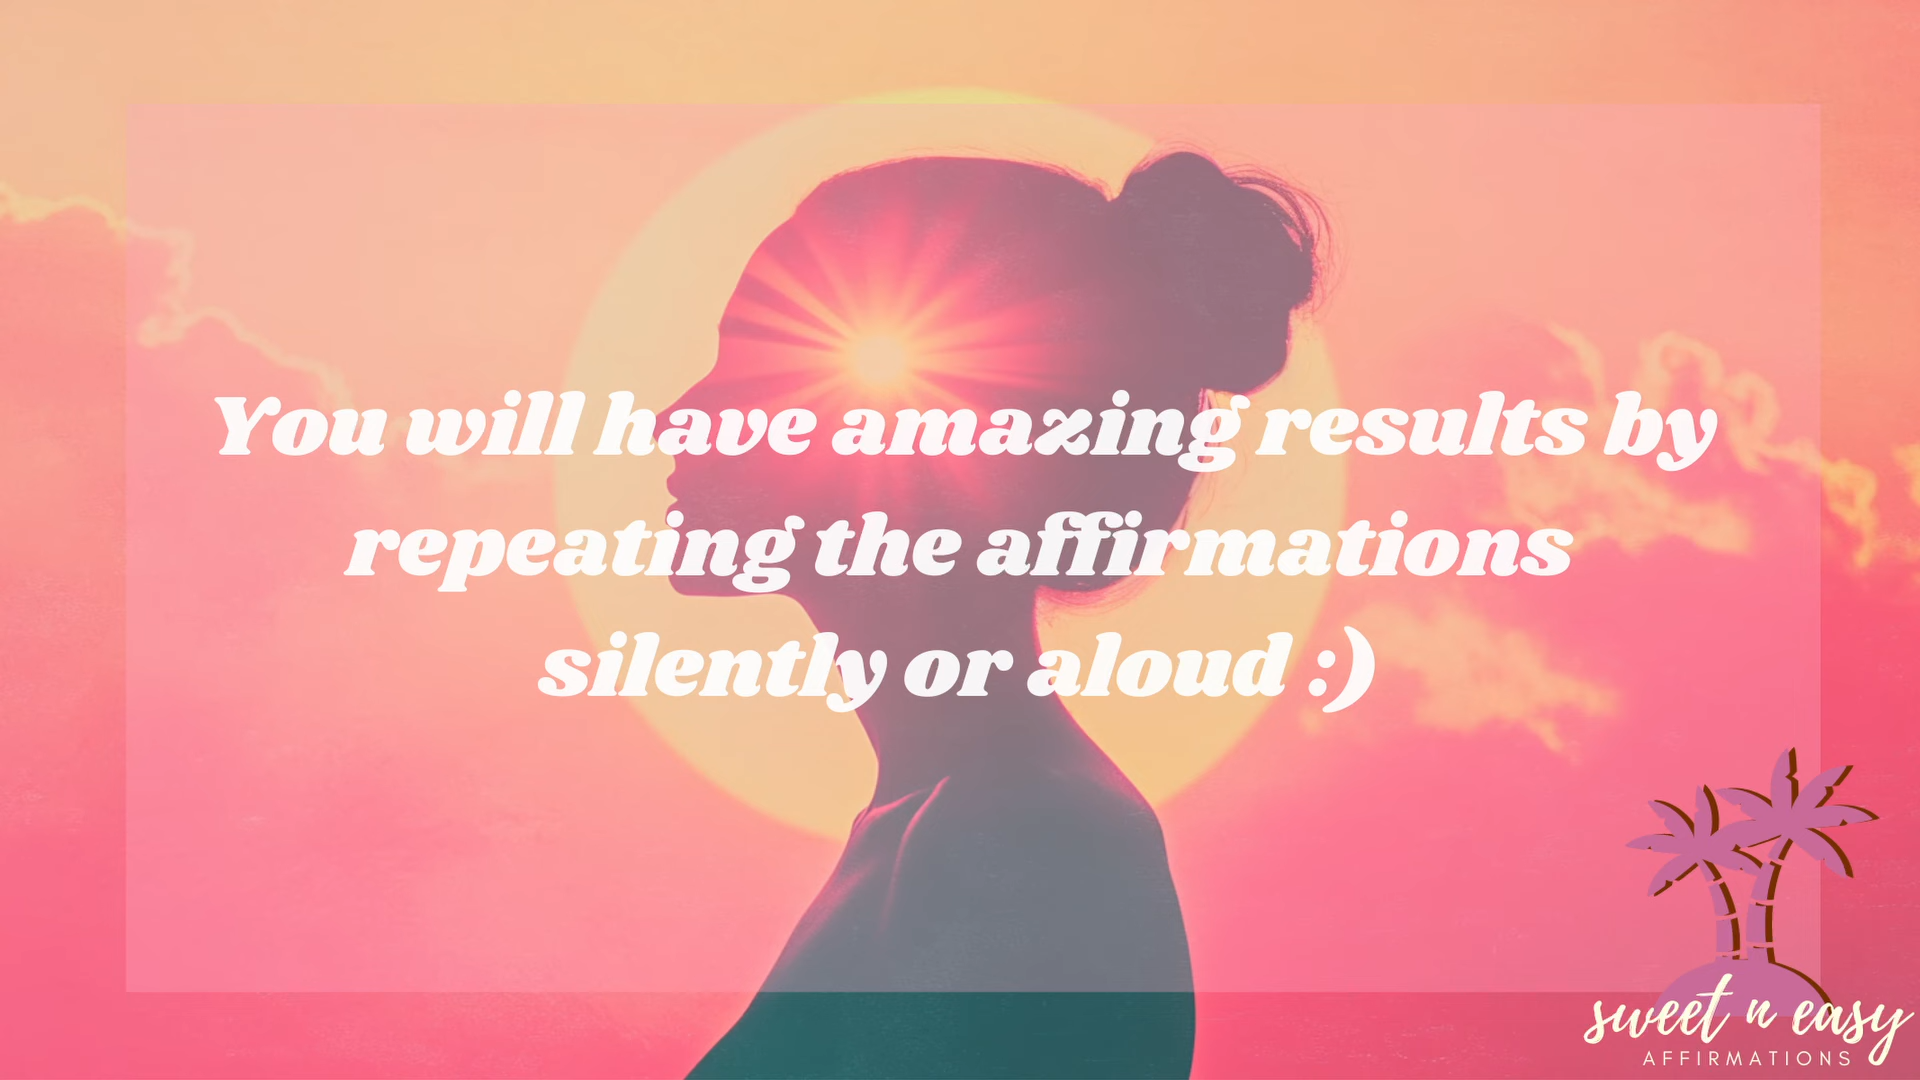 You will have amazing results by
repeating the affirmations
silently or aloud :)
sweet n easy
AFFIRMATIONS